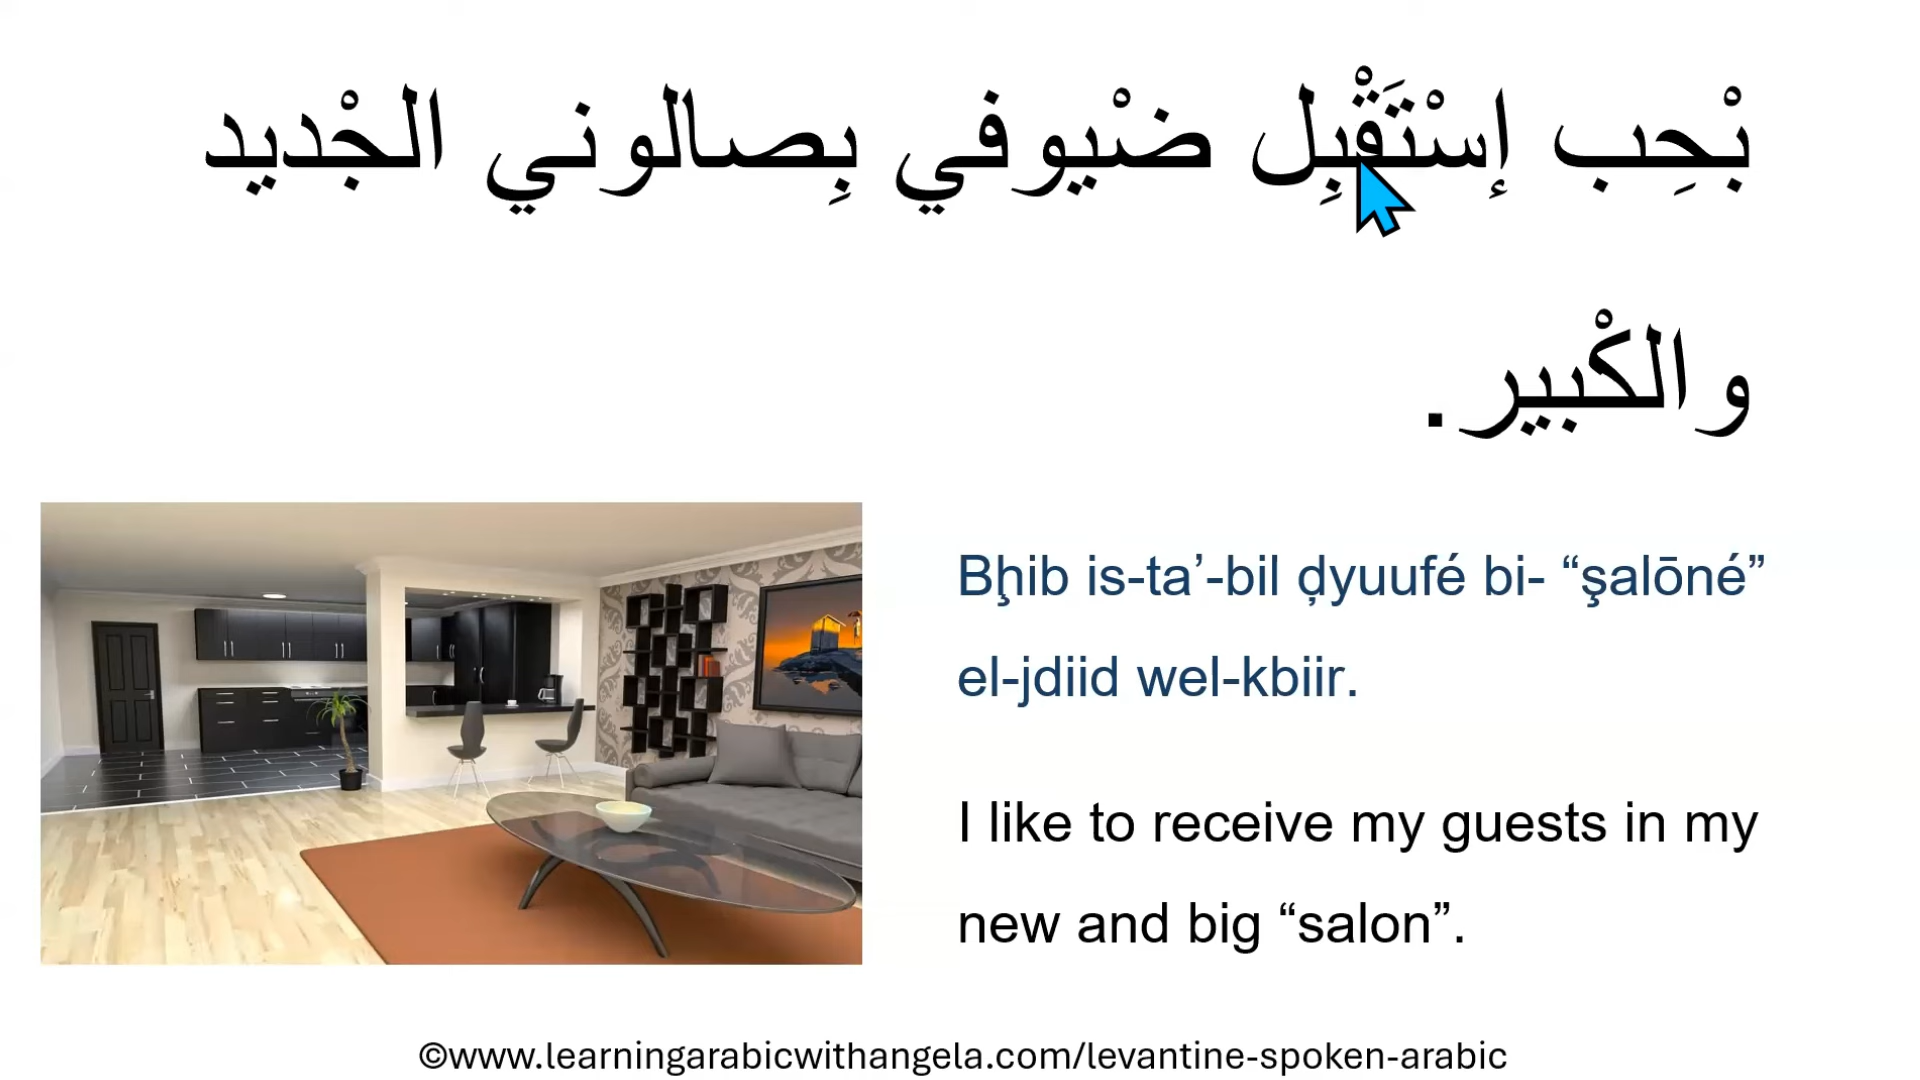 بْحِب إسْتَقْبِل ضْيوفي بِصالوني الجْديد
والكْبير.
Bḩib is-ta’-bil ḍyuufé bi- “şalōné”
el-jdiid wel-kbiir.
I like to receive my guests in my
new and big “salon”.
©www.learningarabicwithangela.com/levantine-spoken-arabic